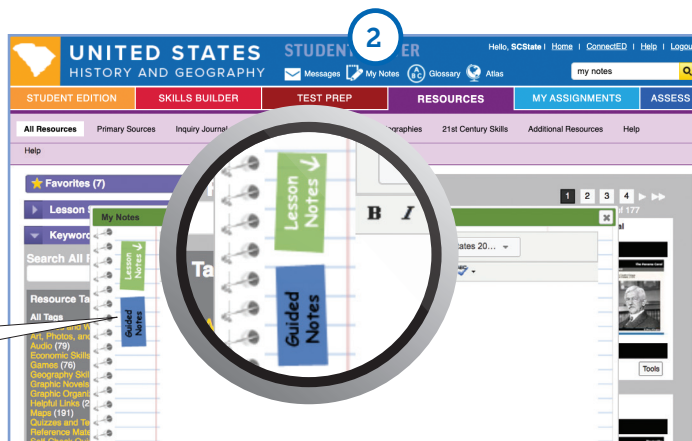 2
UNITED STATES
HISTORY AND GEOGRAPHY
STUDENT
Hello, SCState | Home | ConnectED | Help | Logou
Messages My Notes Glossary Atlas
my notes
STUDENT EDITION SKILLS BUILDER TEST PREP RESOURCES MY ASSIGNMENTS ASSESS
All Resources Primary Sources Inquiry Journal ographies 21st Century Skills Additional Resources Help
Help
Favorites (7)
1 2 3 4
of 177
Lesson
My Notes
Keyword
Search All
Lesson Notes
Guided Notes
Lesson
Notes
Guided
Notes
B I
Ta
tates 20...
ABC
Resource Ta
All Tags
Art, Photos, and
Audio (79)
Economic Skills
Games (76)
Geography Skil
Graphic Novels
Graphic Organi
Helpful Links (2
Maps (191)
Quizzes and Te
Reference Mate
Tools